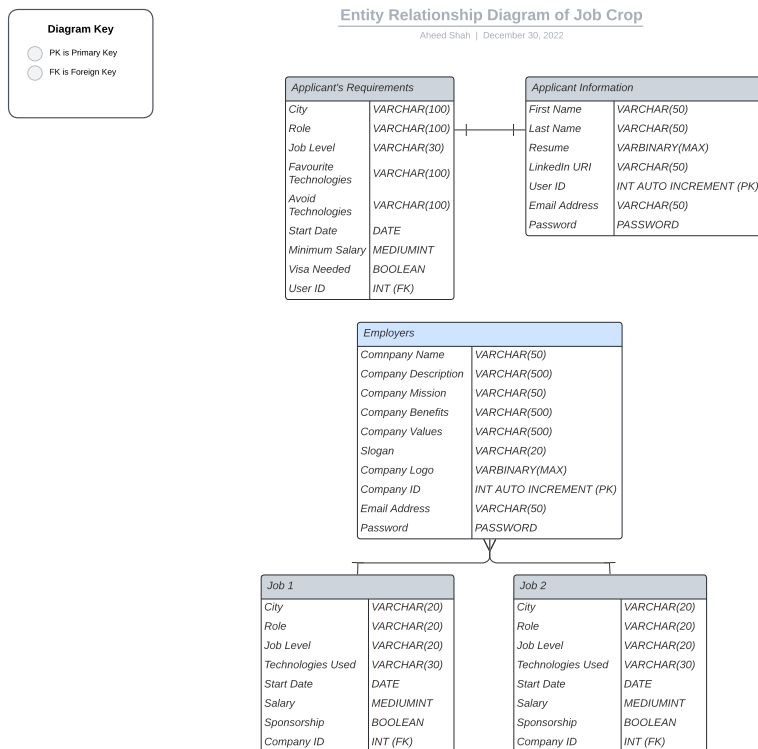 Entity Relationship Diagram of Job Crop
Aheed Shah | December 30, 2022
Diagram Key
PK is Primary Key
FK is Foreign Key
Applicant's Requirements
City VARCHAR(100)
Role VARCHAR(100)
Job Level VARCHAR(30)
Favourite
Technologies VARCHAR(100)
Avoid
Technologies VARCHAR(100)
Start Date DATE
Minimum Salary MEDIUMINT
Visa Needed BOOLEAN
User ID INT (FK)
Applicant Information
First Name VARCHAR(50)
Last Name VARCHAR(50)
Resume VARBINARY(MAX)
LinkedIn URI VARCHAR(50)
User ID INT AUTO INCREMENT (PK)
Email Address VARCHAR(50)
Password PASSWORD
Employers
Comnpany Name VARCHAR(50)
Company Description VARCHAR(500)
Company Mission VARCHAR(50)
Company Benefits VARCHAR(500)
Company Values VARCHAR(500)
Slogan VARCHAR(20)
Company Logo VARBINARY(MAX)
Company ID INT AUTO INCREMENT (PK)
Email Address VARCHAR(50)
Password PASSWORD
Job 1
City VARCHAR(20)
Role VARCHAR(20)
Job Level VARCHAR(20)
Technologies Used VARCHAR(30)
Start Date DATE
Salary MEDIUMINT
Sponsorship BOOLEAN
Company ID INT (FK)
Job 2
City VARCHAR(20)
Role VARCHAR(20)
Job Level VARCHAR(20)
Technologies Used VARCHAR(30)
Start Date DATE
Salary MEDIUMINT
Sponsorship BOOLEAN
Company ID INT (FK)